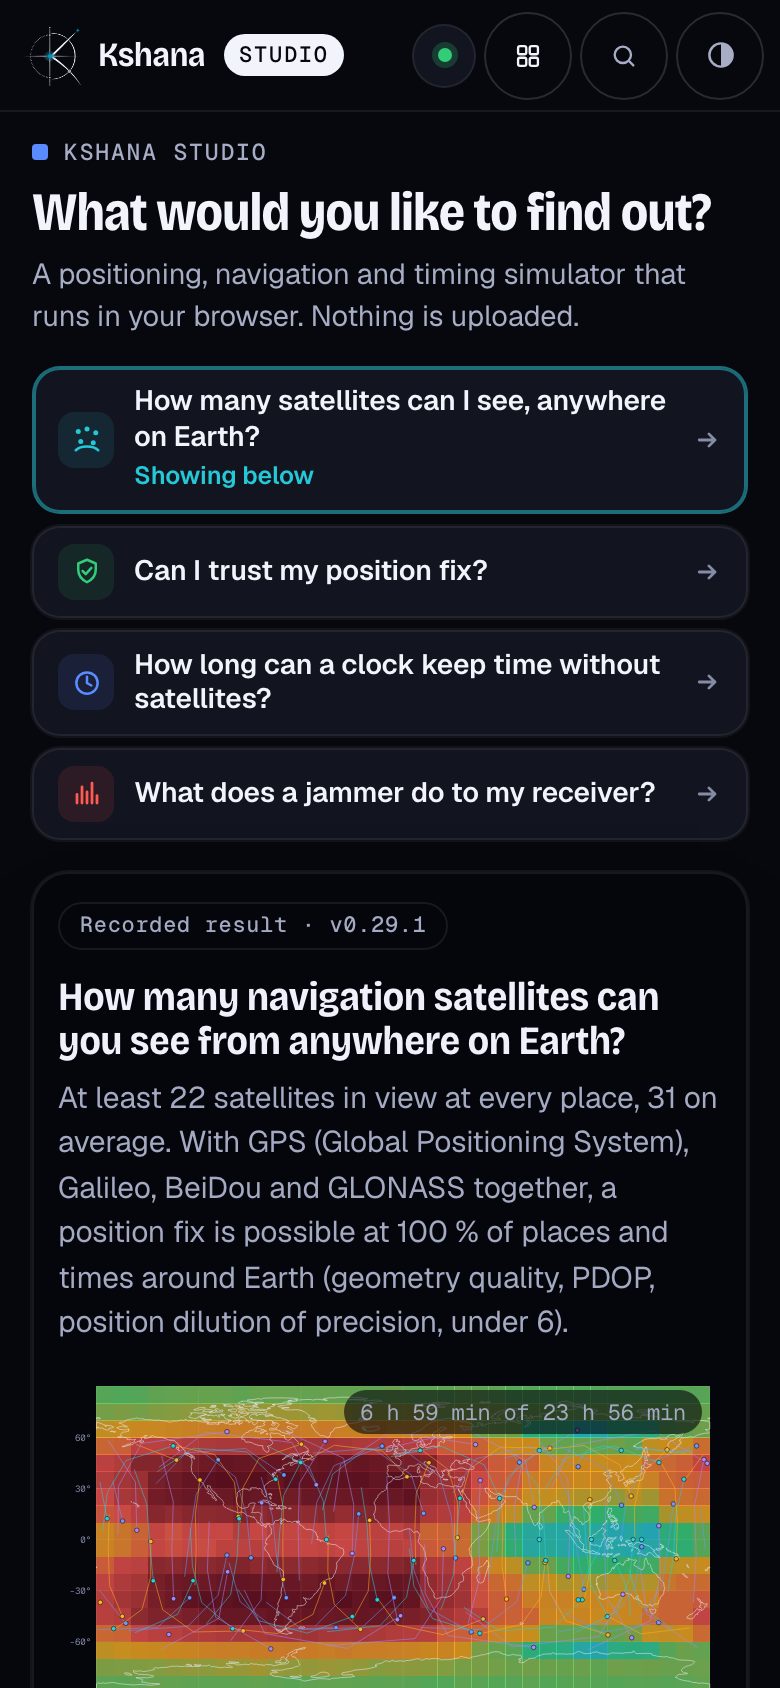 Kshana
STUDIO
KSHANA STUDIO
What would you like to find out?
A positioning, navigation and timing simulator that
runs in your browser. Nothing is uploaded.
How many satellites can I see, anywhere
on Earth?
Showing below
Can I trust my position fix?
How long can a clock keep time without
satellites?
What does a jammer do to my receiver?
Recorded result · v0.29.1
How many navigation satellites can
you see from anywhere on Earth?
At least 22 satellites in view at every place, 31 on
average. With GPS (Global Positioning System),
Galileo, BeiDou and GLONASS together, a
position fix is possible at 100 % of places and
times around Earth (geometry quality, PDOP,
position dilution of precision, under 6).
6 h 59 min of 23 h 56 min
60°
30°
0°
-30°
-60°